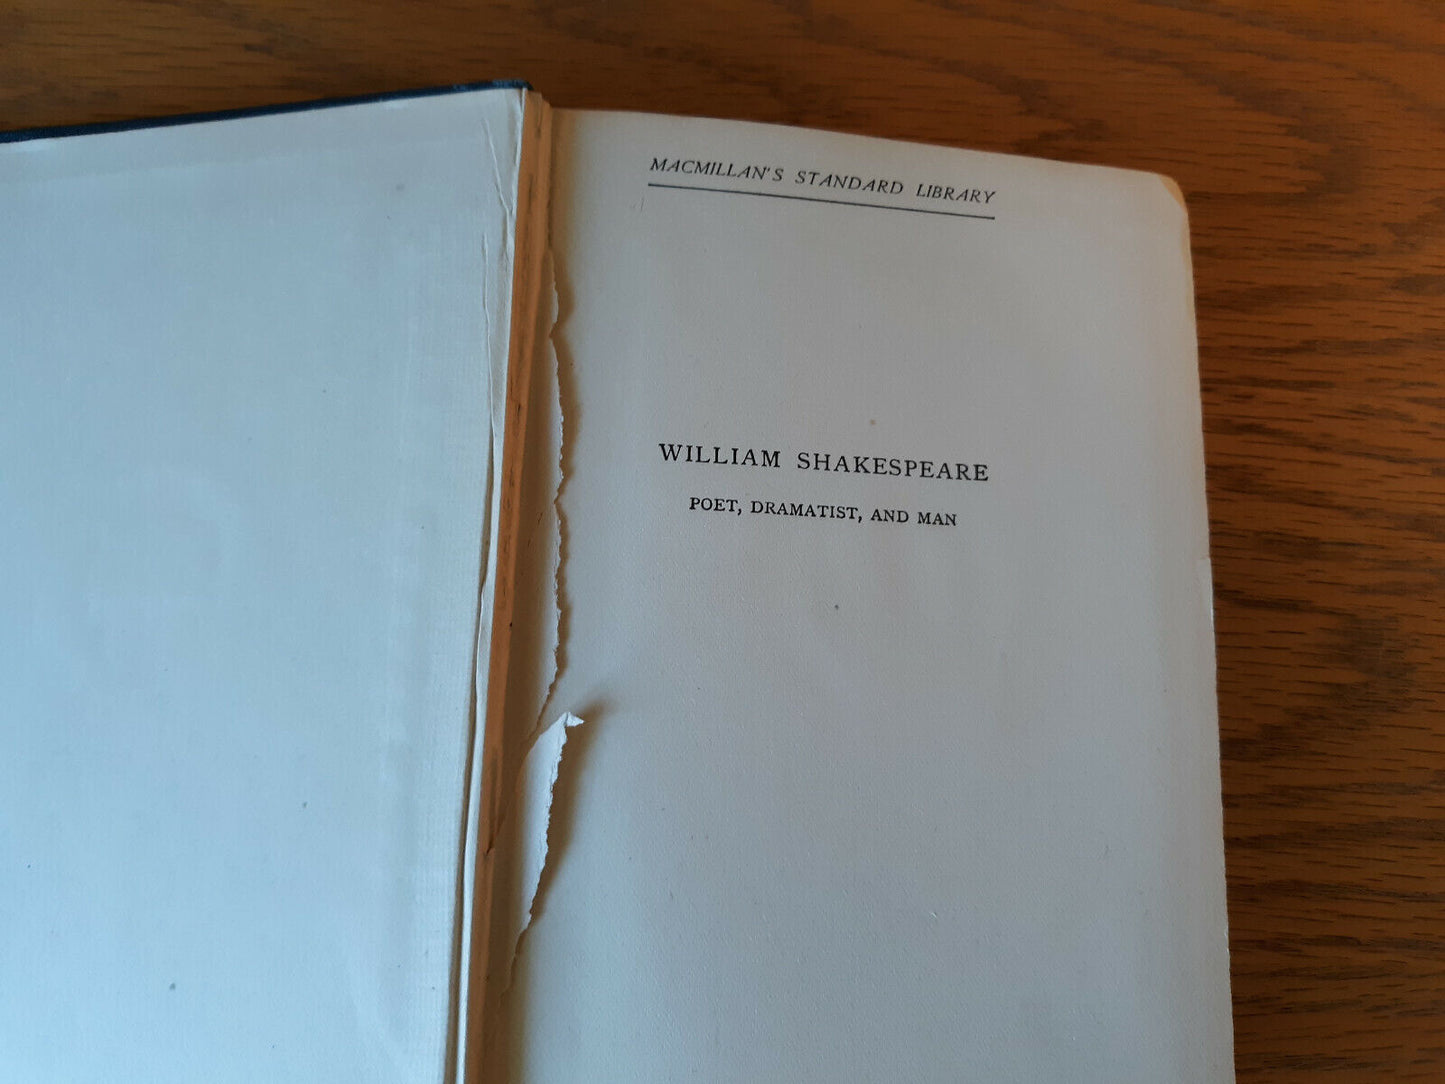 MACMILLAN'S STANDARD LIBRARY
WILLIAM SHAKESPEARE
POET, DRAMATIST, AND MAN